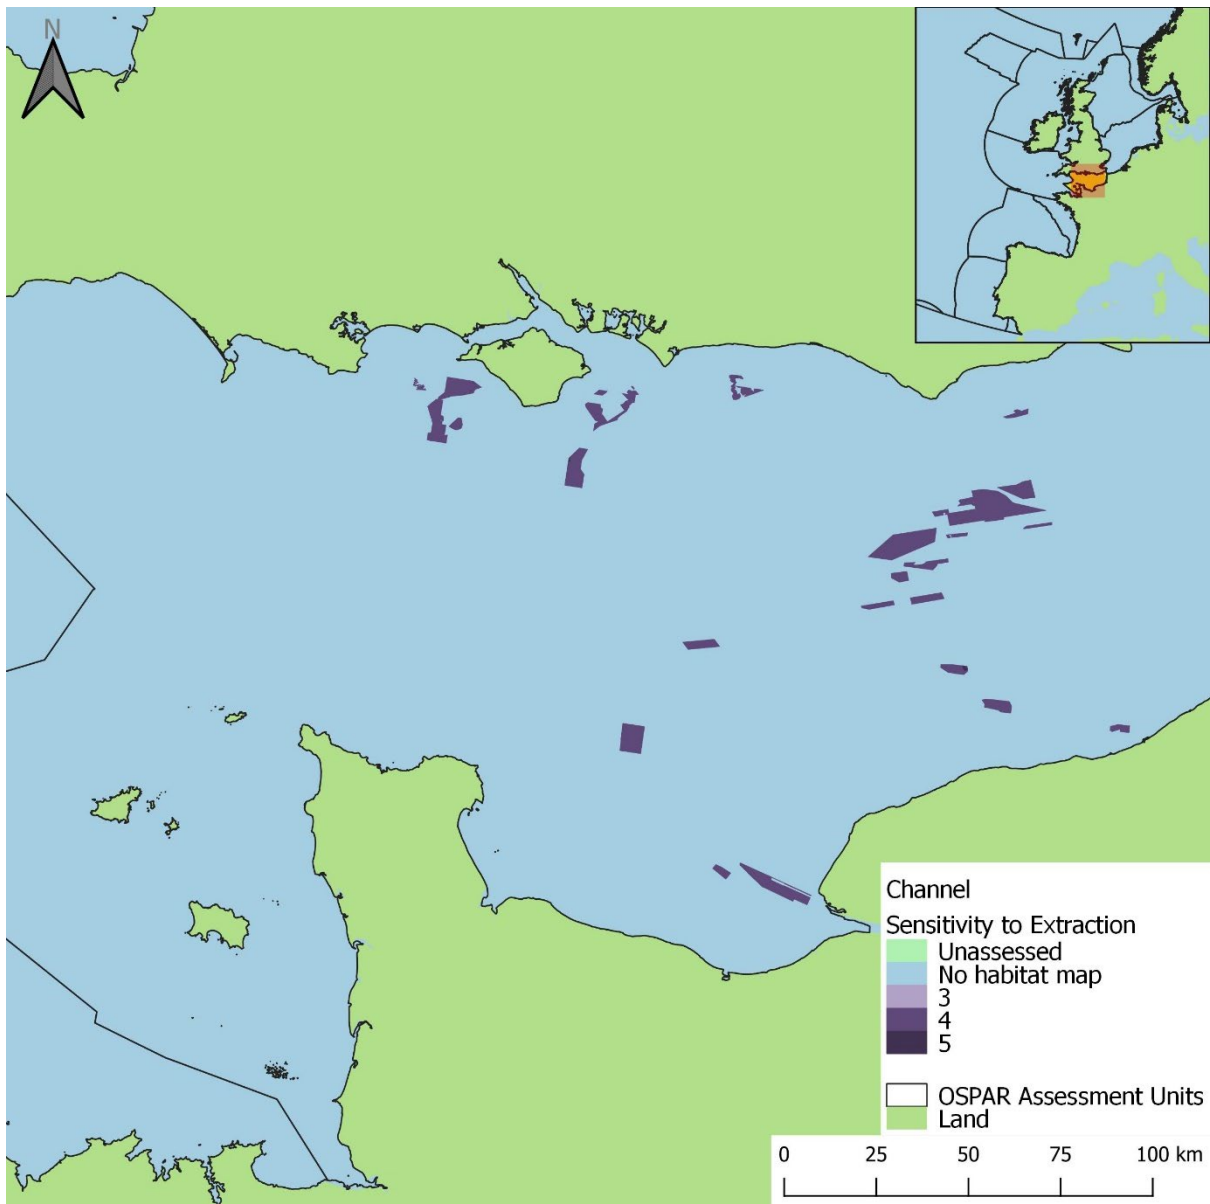 N
Channel
Sensitivity to Extraction
Unassessed
No habitat map
3
4
5
OSPAR Assessment Units
Land
0 25 50 75 100 km